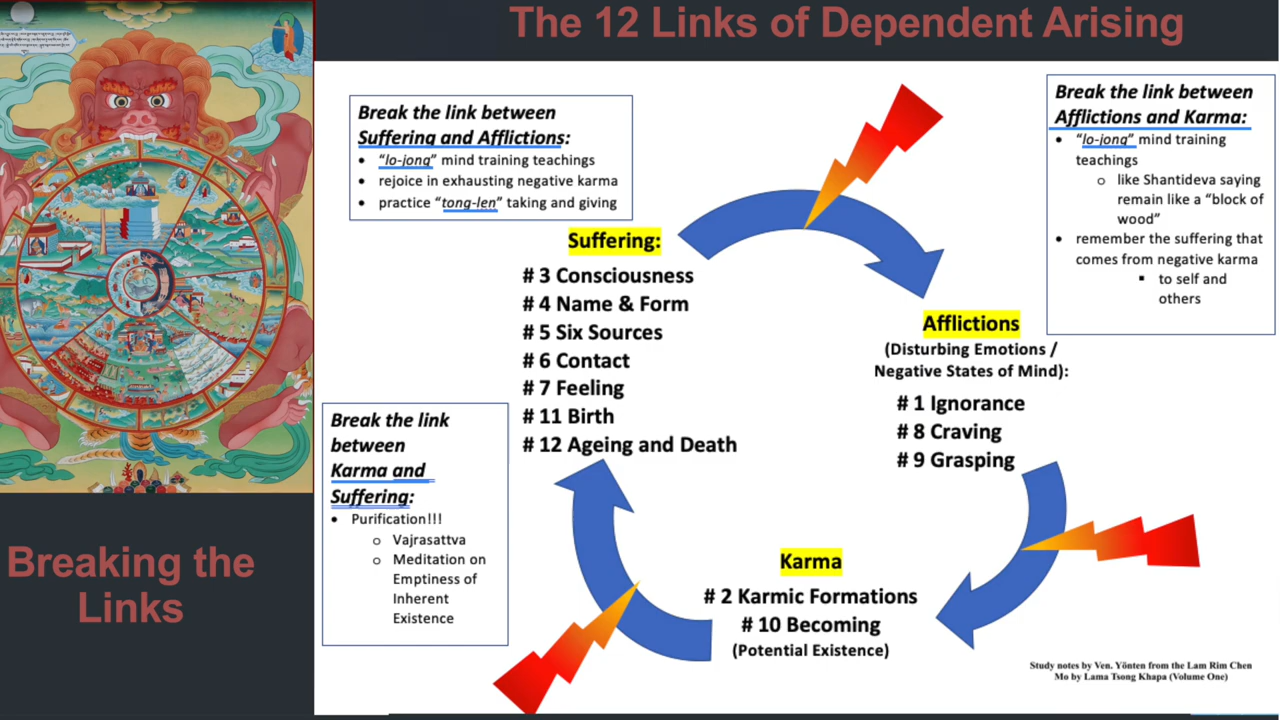 The 12 Links of Dependent Arising
Break the link between
Suffering and Afflictions:
• “lo-jong” mind training teachings
• rejoice in exhausting negative karma
• practice “tong-len” taking and giving
Break the link between
Afflictions and Karma:
• “lo-jong” mind training
teachings
o like Shantideva saying
remain like a “block of
wood”
• remember the suffering that
comes from negative karma
▪ to self and
others
Suffering:
# 3 Consciousness
# 4 Name & Form
# 5 Six Sources
# 6 Contact
# 7 Feeling
# 11 Birth
# 12 Ageing and Death
Afflictions
(Disturbing Emotions /
Negative States of Mind):
# 1 Ignorance
# 8 Craving
# 9 Grasping
Break the link
between
Karma and
Suffering:
• Purification!!!
o Vajrasattva
o Meditation on
Emptiness of
Inherent
Existence
Karma
# 2 Karmic Formations
# 10 Becoming
(Potential Existence)
Breaking the
Links
Study notes by Ven. Yönten from the Lam Rim Chen
Mo by Lama Tsong Khapa (Volume One)